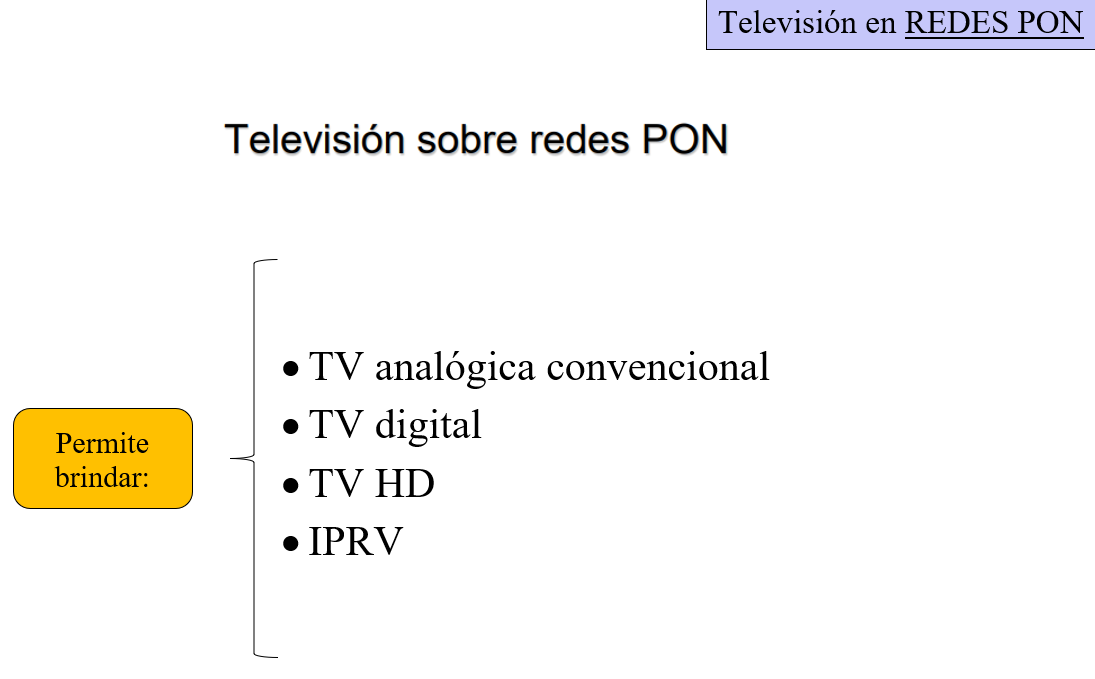 Televisión en REDES PON
Televisión sobre redes PON
Permite
brindar:
• TV analógica convencional
• TV digital
• TV HD
• IPRV